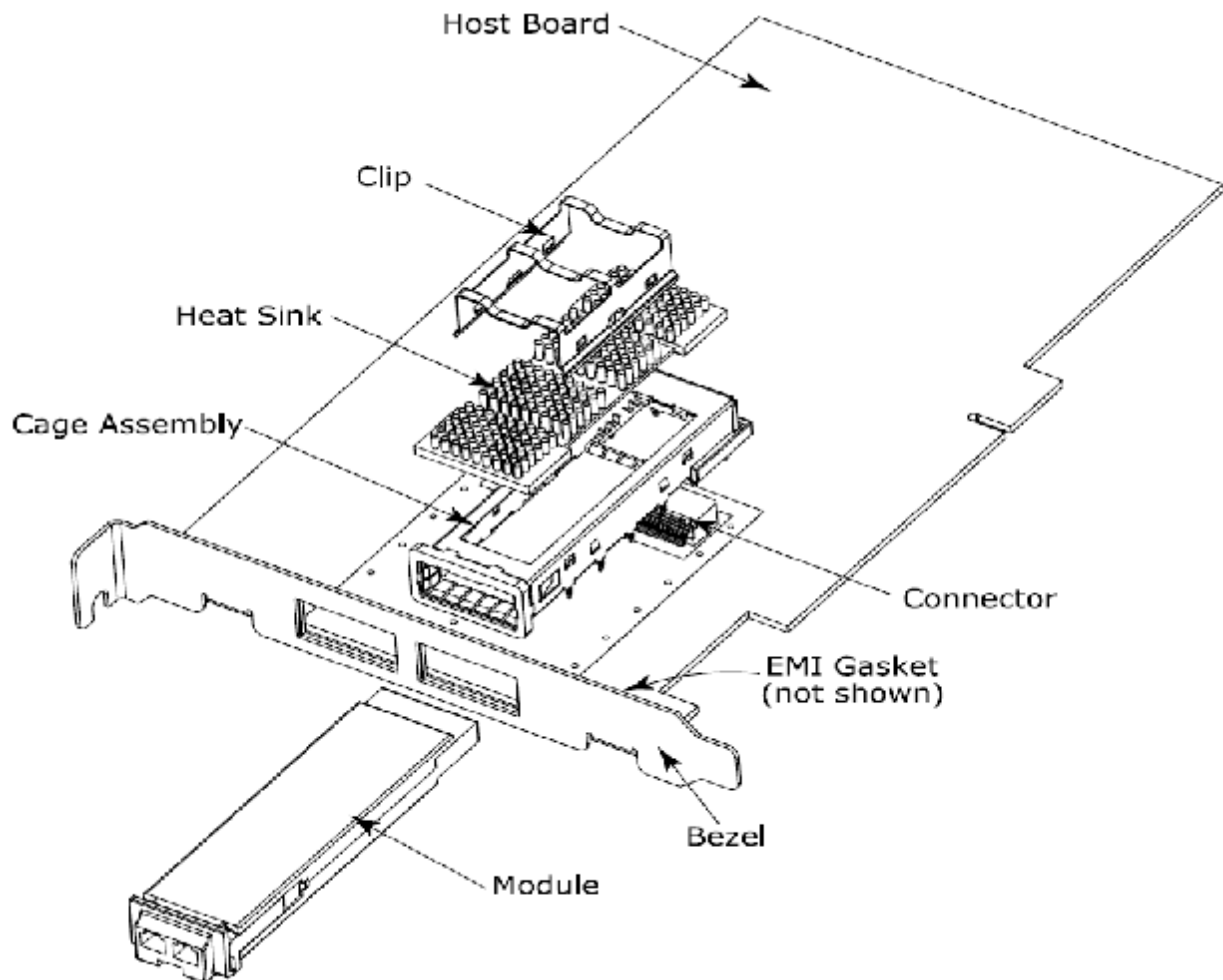 Host Board
Clip
Heat Sink
Cage Assembly
Connector
EMI Gasket
(not shown)
Bezel
Module